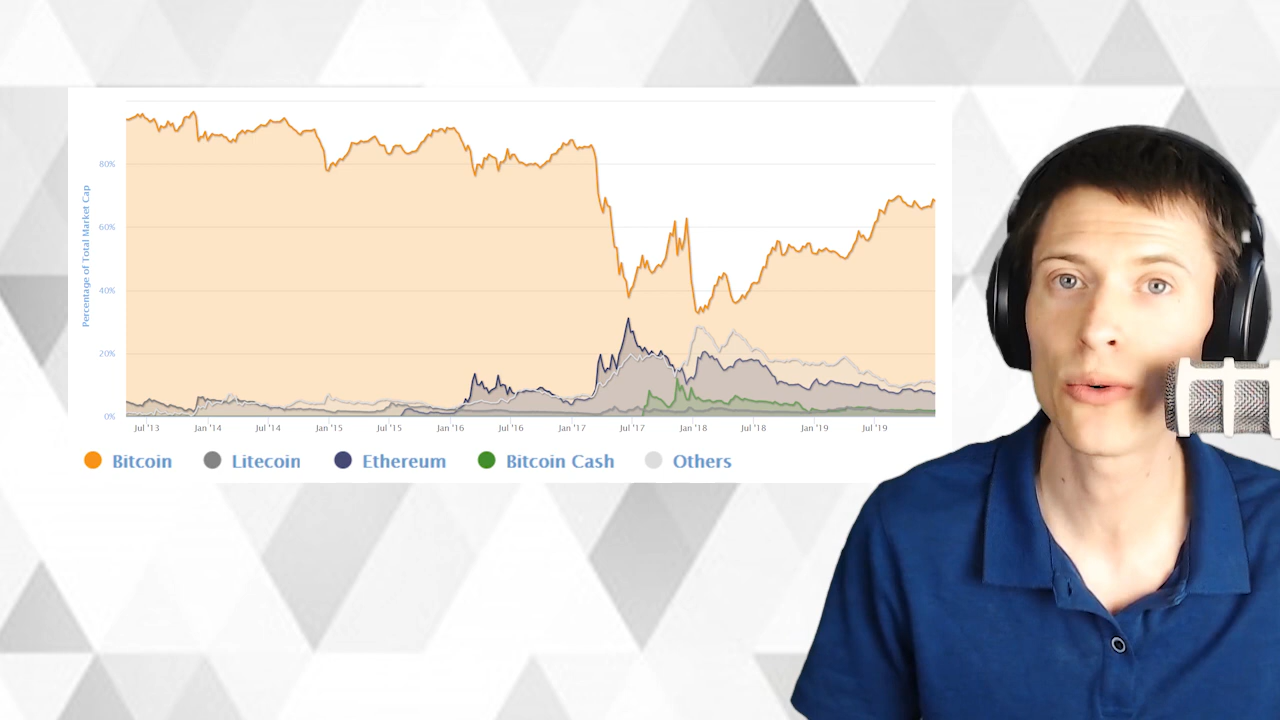 Percentage of Total Market Cap
80%
60%
40%
20%
0%
Jul '13 Jan '14 Jul '14 Jan '15 Jul '15 Jan '16 Jul '16 Jan '17 Jul '17 Jan '18 Jul '18 Jan '19 Jul '19
Bitcoin Litecoin Ethereum Bitcoin Cash Others